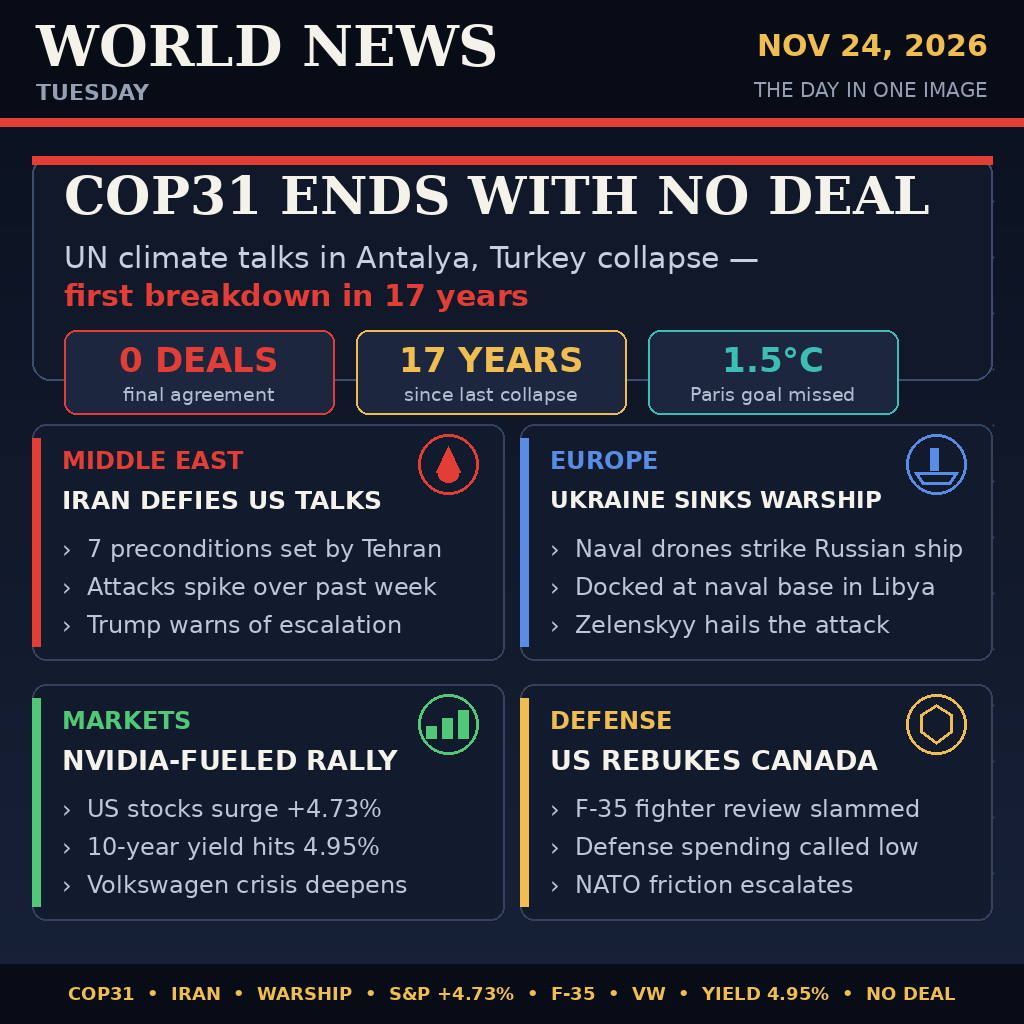 WORLD NEWS
TUESDAY
NOV 24, 2026
THE DAY IN ONE IMAGE
COP31 ENDS WITH NO DEAL
UN climate talks in Antalya, Turkey collapse —
first breakdown in 17 years
0 DEALS
final agreement
17 YEARS
since last collapse
1.5°C
Paris goal missed
MIDDLE EAST
IRAN DEFIES US TALKS
› 7 preconditions set by Tehran
› Attacks spike over past week
› Trump warns of escalation
EUROPE
UKRAINE SINKS WARSHIP
› Naval drones strike Russian ship
› Docked at naval base in Libya
› Zelenskyy hails the attack
MARKETS
NVIDIA-FUELED RALLY
› US stocks surge +4.73%
› 10-year yield hits 4.95%
› Volkswagen crisis deepens
DEFENSE
US REBUKES CANADA
› F-35 fighter review slammed
› Defense spending called low
› NATO friction escalates
COP31 • IRAN • WARSHIP • S&P +4.73% • F-35 • VW • YIELD 4.95% • NO DEAL